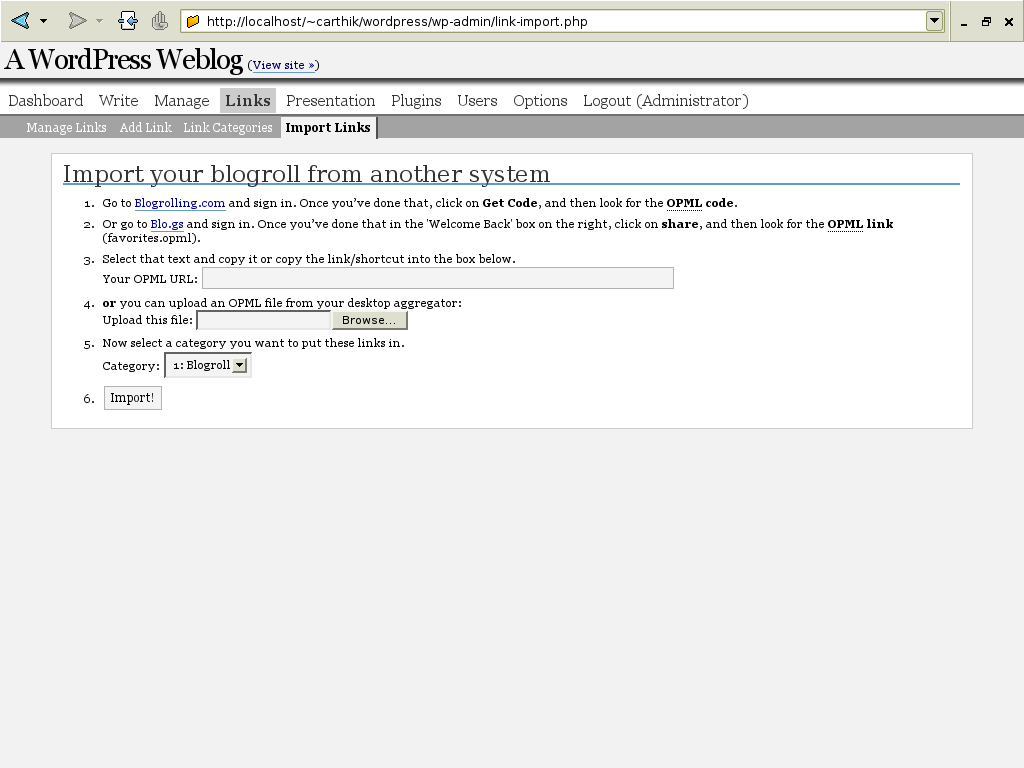 http://localhost/~carthik/wordpress/wp-admin/link-import.php
A WordPress Weblog (View site »)
Dashboard Write Manage Links Presentation Plugins Users Options Logout (Administrator)
Manage Links Add Link Link Categories Import Links
Import your blogroll from another system
1. Go to Blogrolling.com and sign in. Once you've done that, click on Get Code, and then look for the OPML code.
2. Or go to Blo.gs and sign in. Once you've done that in the 'Welcome Back' box on the right, click on share, and then look for the OPML link
(favorites.opml).
3. Select that text and copy it or copy the link/shortcut into the box below.
Your OPML URL:
4. or you can upload an OPML file from your desktop aggregator:
Upload this file: Browse...
5. Now select a category you want to put these links in.
Category: 1: Blogroll
6. Import!